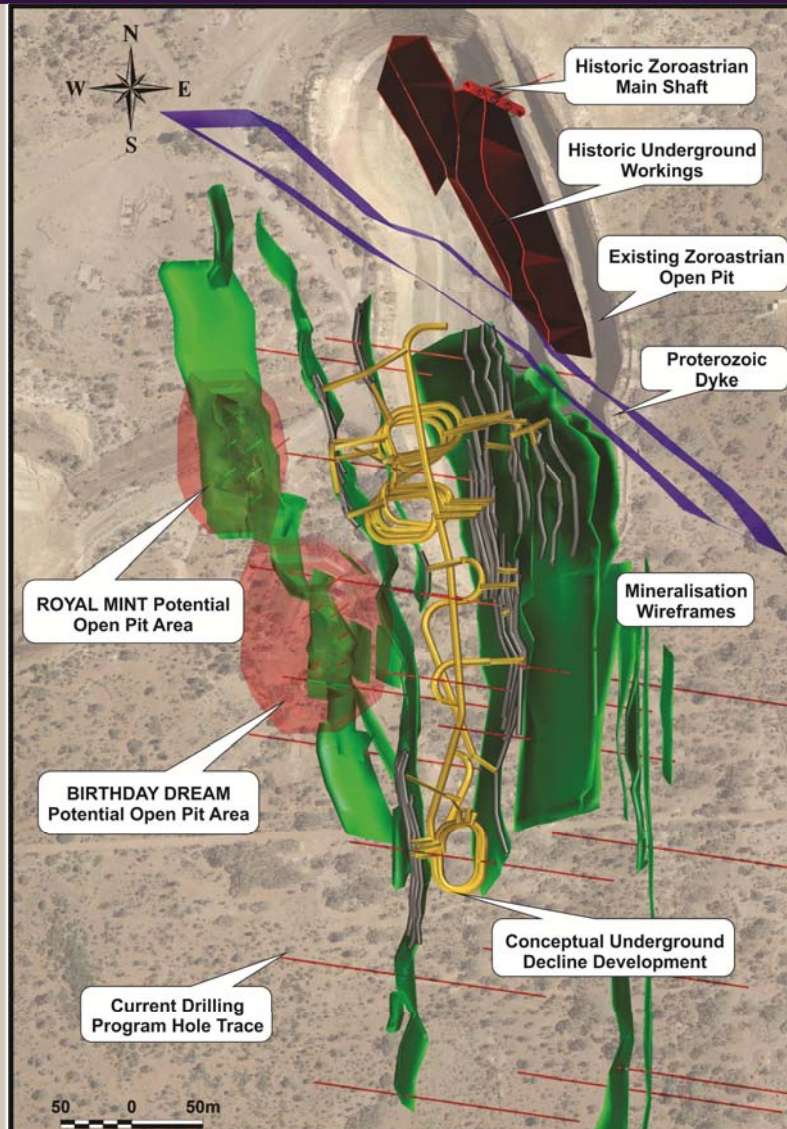 N
W E
S
Historic Zoroastrian
Main Shaft
Historic Underground
Workings
Existing Zoroastrian
Open Pit
Proterozoic
Dyke
ROYAL MINT Potential
Open Pit Area
Mineralisation
Wireframes
BIRTHDAY DREAM
Potential Open Pit Area
Conceptual Underground
Decline Development
Current Drilling
Program Hole Trace
50 0 50m